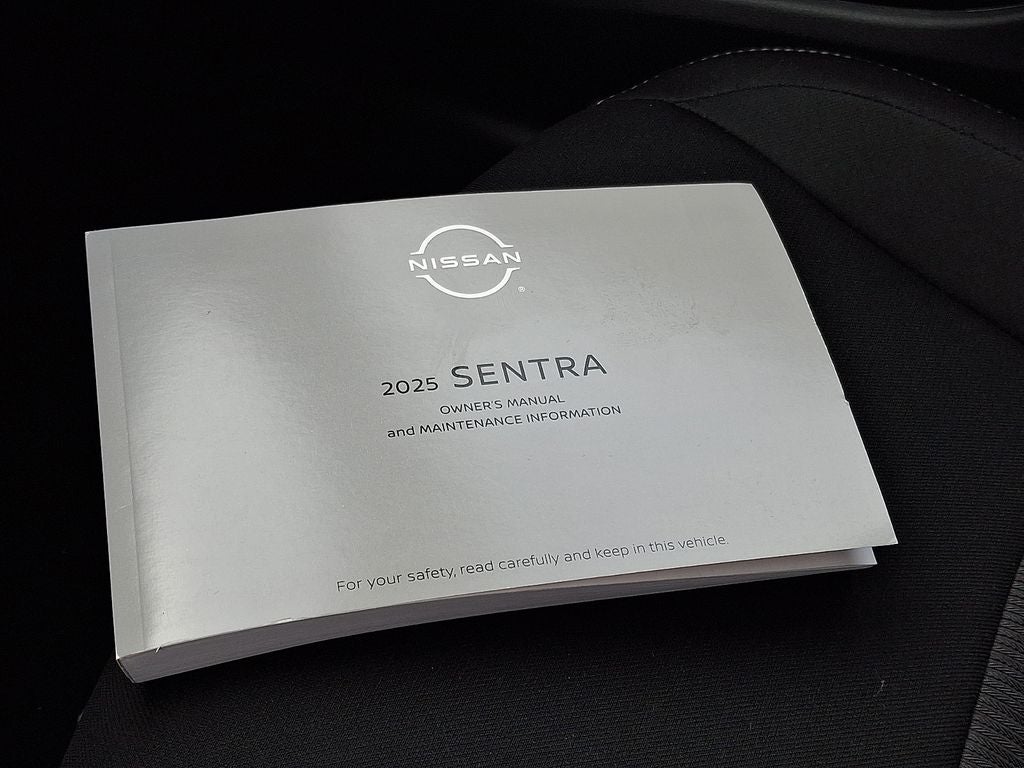 NISSAN
®
2025 SENTRA
OWNER'S MANUAL
and MAINTENANCE INFORMATION
For your safety, read carefully and keep in this vehicle.